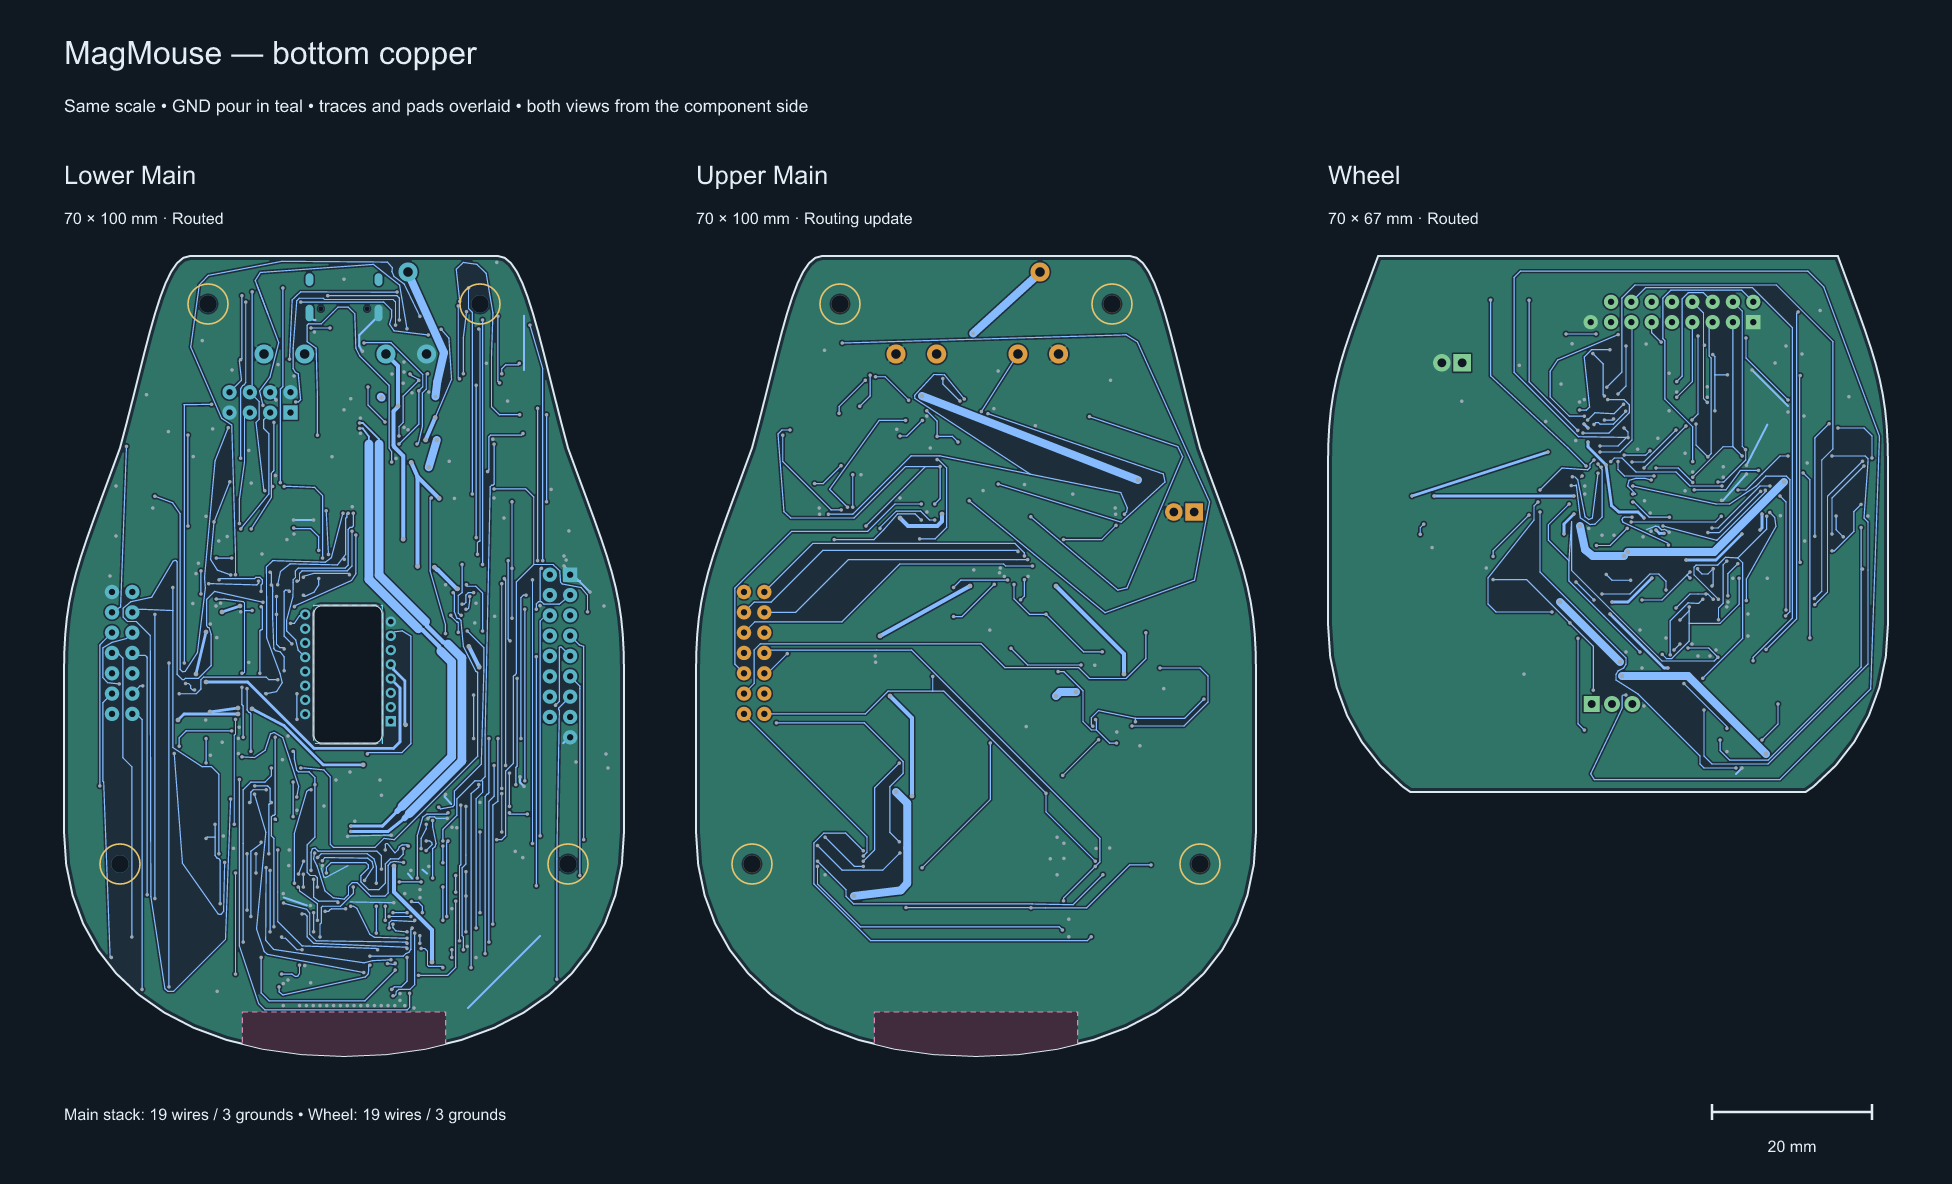 MagMouse — bottom copper
Same scale • GND pour in teal • traces and pads overlaid • both views from the component side
Lower Main
70 × 100 mm · Routed
Upper Main
70 × 100 mm · Routing update
Wheel
70 × 67 mm · Routed
Main stack: 19 wires / 3 grounds • Wheel: 19 wires / 3 grounds
20 mm